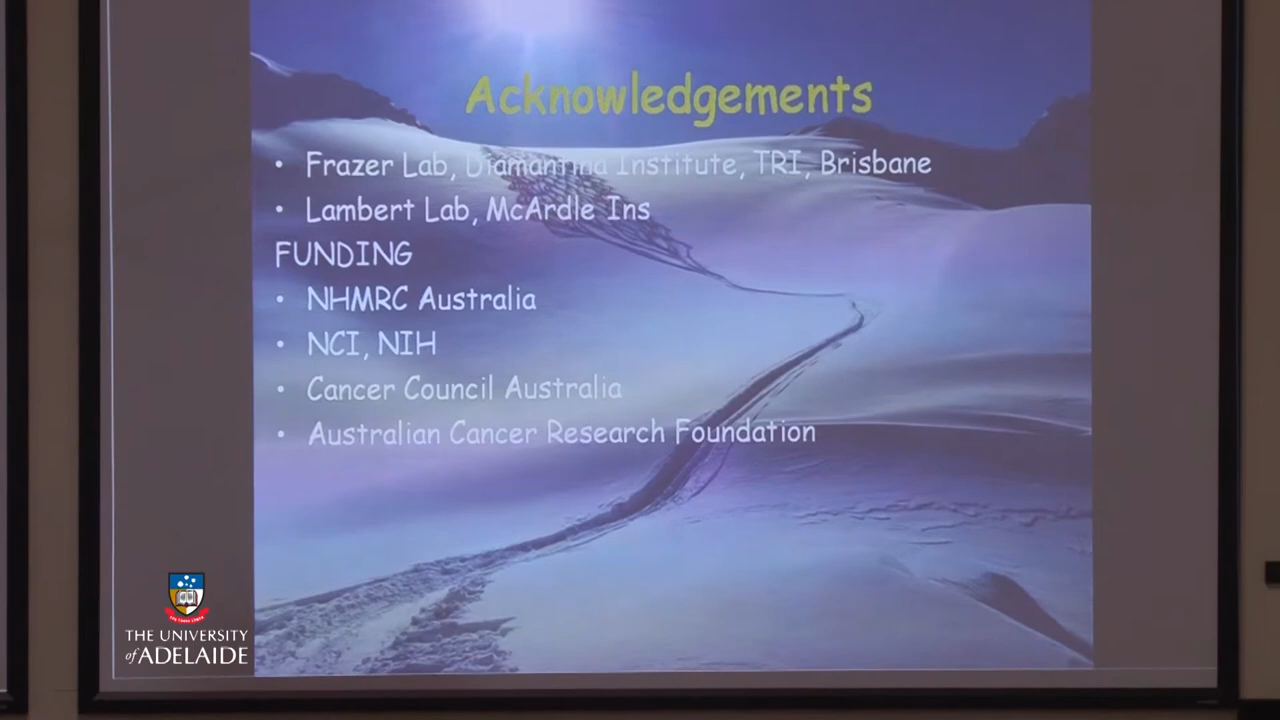 Acknowledgements
• Frazer Lab, Diamantina Institute, TRI, Brisbane
• Lambert Lab, McArdle Ins
FUNDING
• NHMRC Australia
• NCI, NIH
• Cancer Council Australia
• Australian Cancer Research Foundation
THE UNIVERSITY
of ADELAIDE